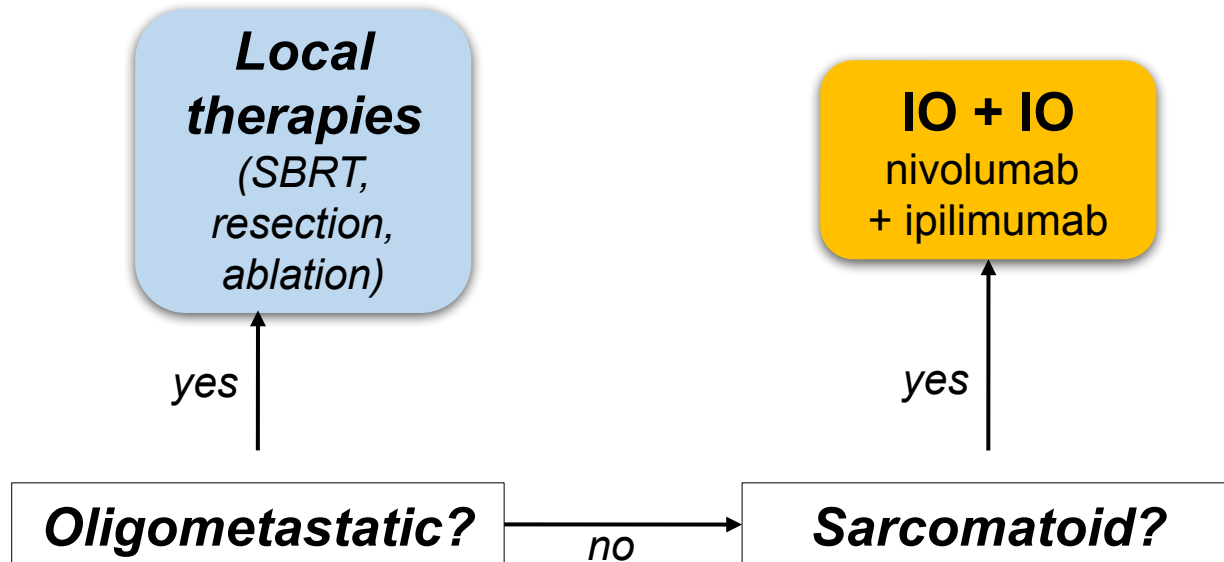 Local
therapies
(SBRT,
resection,
ablation)
IO + IO
nivolumab
+ ipilimumab
yes
yes
Oligometastatic?
no
Sarcomatoid?